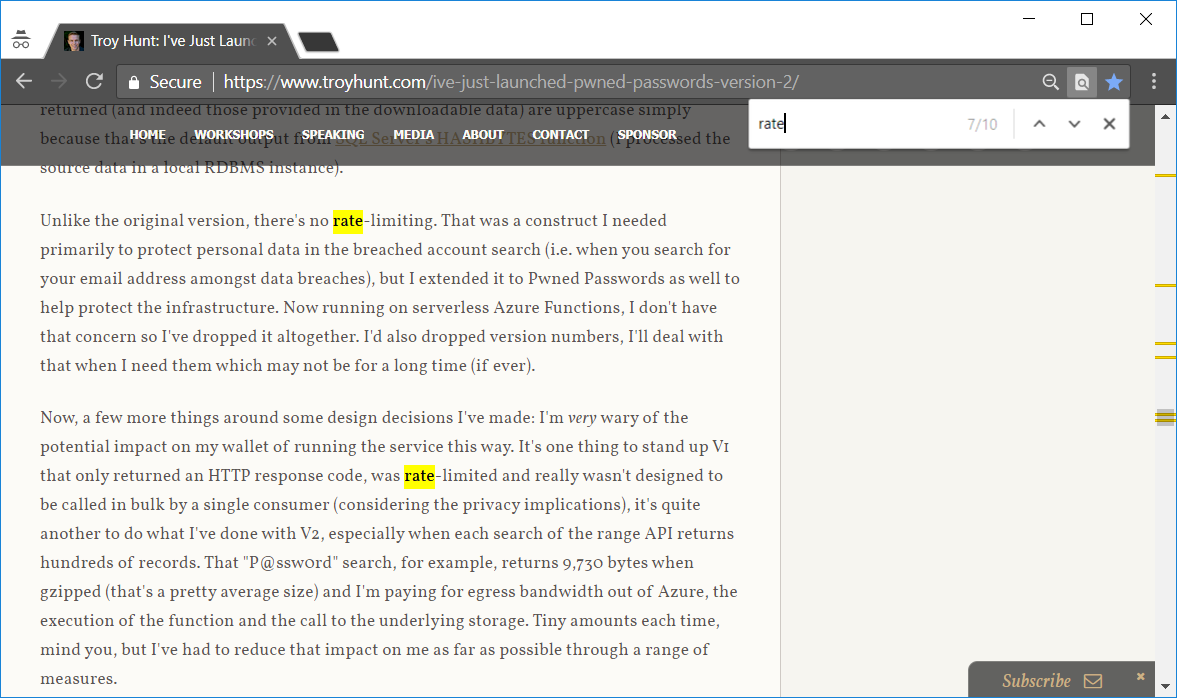 Troy Hunt: I've Just Laun
Secure https://www.troyhunt.com/ive-just-launched-pwned-passwords-version-2/
rate 7/10
returned (and indeed those provided in the downloadable data) are uppercase simply
HOME WORKSHOPS SPEAKING MEDIA ABOUT CONTACT SPONSOR
because that's the default output from SQL Server's HASHBYTES function (I processed the
source data in a local RDBMS instance).
Unlike the original version, there's no rate-limiting. That was a construct I needed
primarily to protect personal data in the breached account search (i.e. when you search for
your email address amongst data breaches), but I extended it to Pwned Passwords as well to
help protect the infrastructure. Now running on serverless Azure Functions, I don't have
that concern so I've dropped it altogether. I'd also dropped version numbers, I'll deal with
that when I need them which may not be for a long time (if ever).
Now, a few more things around some design decisions I've made: I'm very wary of the
potential impact on my wallet of running the service this way. It's one thing to stand up V1
that only returned an HTTP response code, was rate-limited and really wasn't designed to
be called in bulk by a single consumer (considering the privacy implications), it's quite
another to do what I've done with V2, especially when each search of the range API returns
hundreds of records. That "P@ssw0rd" search, for example, returns 9,730 bytes when
gzipped (that's a pretty average size) and I'm paying for egress bandwidth out of Azure, the
execution of the function and the call to the underlying storage. Tiny amounts each time,
mind you, but I've had to reduce that impact on me as far as possible through a range of
measures.
Subscribe